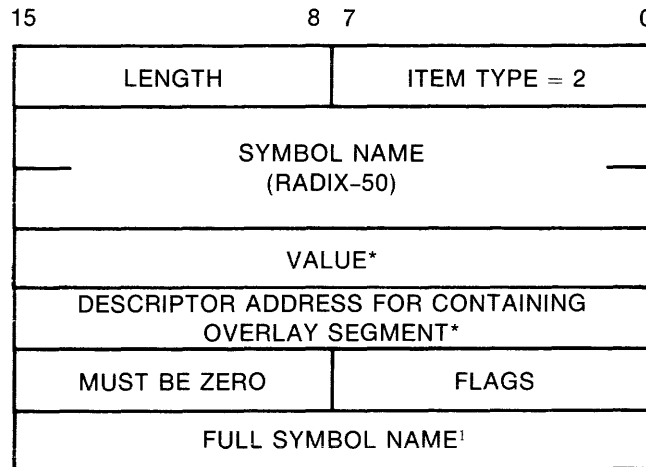 15 8 7 0
LENGTH ITEM TYPE = 2
SYMBOL NAME
(RADIX-50)
VALUE*
DESCRIPTOR ADDRESS FOR CONTAINING
OVERLAY SEGMENT*
MUST BE ZERO FLAGS
FULL SYMBOL NAME¹